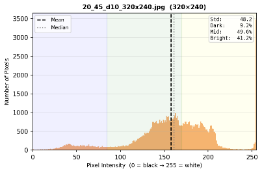 20_45_d10_320x240.jpg (320×240)
Number of Pixels
3500
3000
2500
2000
1500
1000
500
0
Mean
Median
Std: 48.2
Dark: 9.2%
Mid: 49.6%
Bright: 41.2%
0
50
100
150
200
250
Pixel Intensity (0 = black → 255 = white)